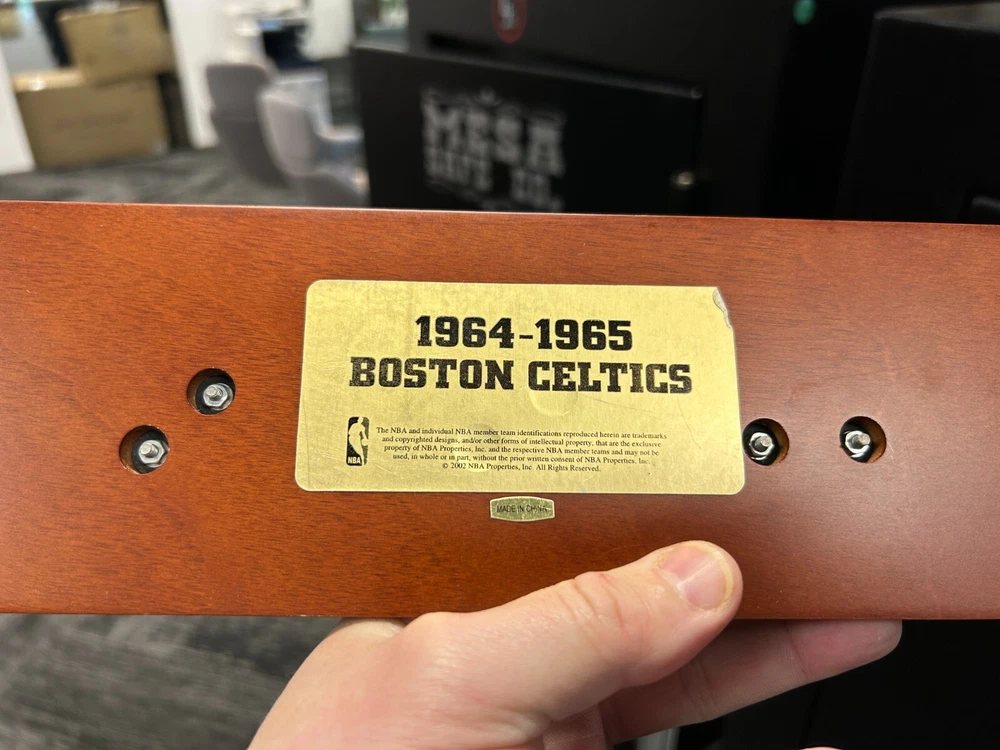 MESA
SAFE CO.
1964-1965
BOSTON CELTICS
The NBA and individual NBA member team identifications reproduced herein are trademarks
and copyrighted designs, and/or other forms of intellectual property, that are the exclusive
property of NBA Properties, Inc. and the respective NBA member teams and may not be
used, in whole or in part, without the prior written consent of NBA Properties, Inc.
© 2002 NBA Properties, Inc. All Rights Reserved.
NBA
MADE IN CHINA